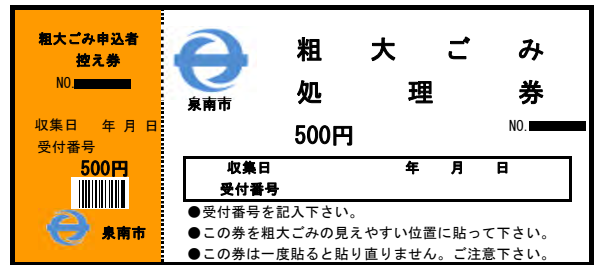 粗大ごみ申込者
控え券
NO.
収集日 年 月 日
受付番号
500円
泉南市
粗大ごみ
処理券
泉南市
500円
NO.
収集日 年 月 日
受付番号
●受付番号を記入下さい。
●この券を粗大ごみの見えやすい位置に貼って下さい。
●この券は一度貼ると貼り直りません。ご注意下さい。